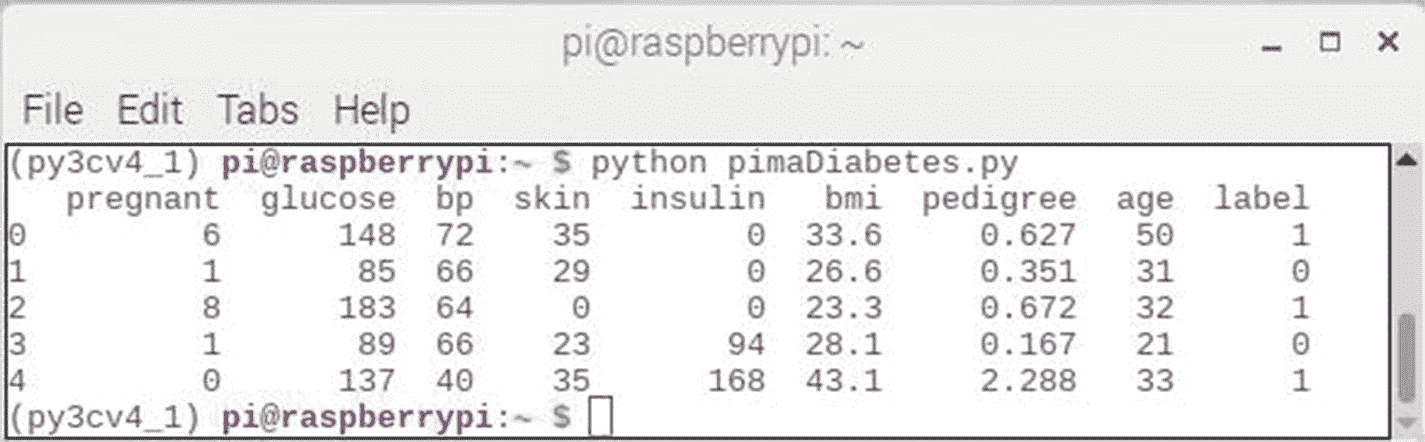 pi@raspberrypi: ~
File Edit Tabs Help
(py3cv4_1) pi@raspberrypi:~ $ python pimaDiabetes.py
   pregnant  glucose  bp  skin  insulin   bmi  pedigree  age  label
0         6      148  72    35        0  33.6     0.627   50      1
1         1       85  66    29        0  26.6     0.351   31      0
2         8      183  64     0        0  23.3     0.672   32      1
3         1       89  66    23       94  28.1     0.167   21      0
4         0      137  40    35      168  43.1     2.288   33      1
(py3cv4_1) pi@raspberrypi:~ $